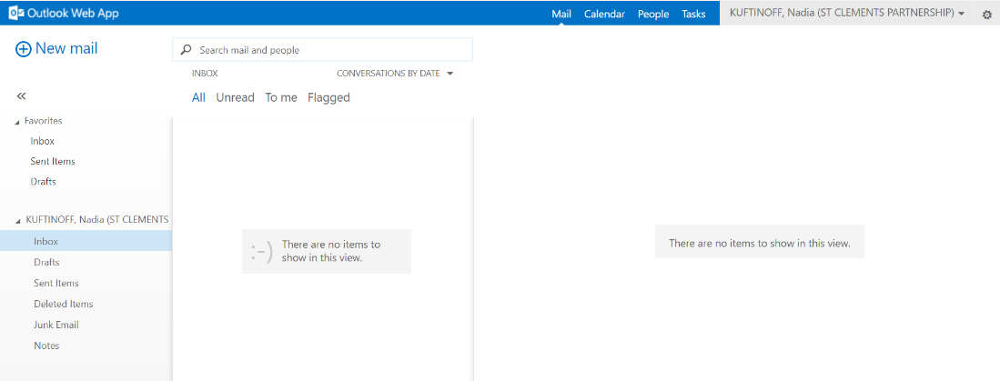 Outlook Web App
Mail Calendar People Tasks KUFTINOFF, Nadia (ST CLEMENTS PARTNERSHIP)
New mail
Search mail and people
INBOX CONVERSATIONS BY DATE
All Unread To me Flagged
Favorites
Inbox
Sent Items
Drafts
KUFTINOFF, Nadia (ST CLEMENTS
Inbox
Drafts
Sent Items
Deleted Items
Junk Email
Notes
:-) There are no items to
show in this view.
There are no items to show in this view.